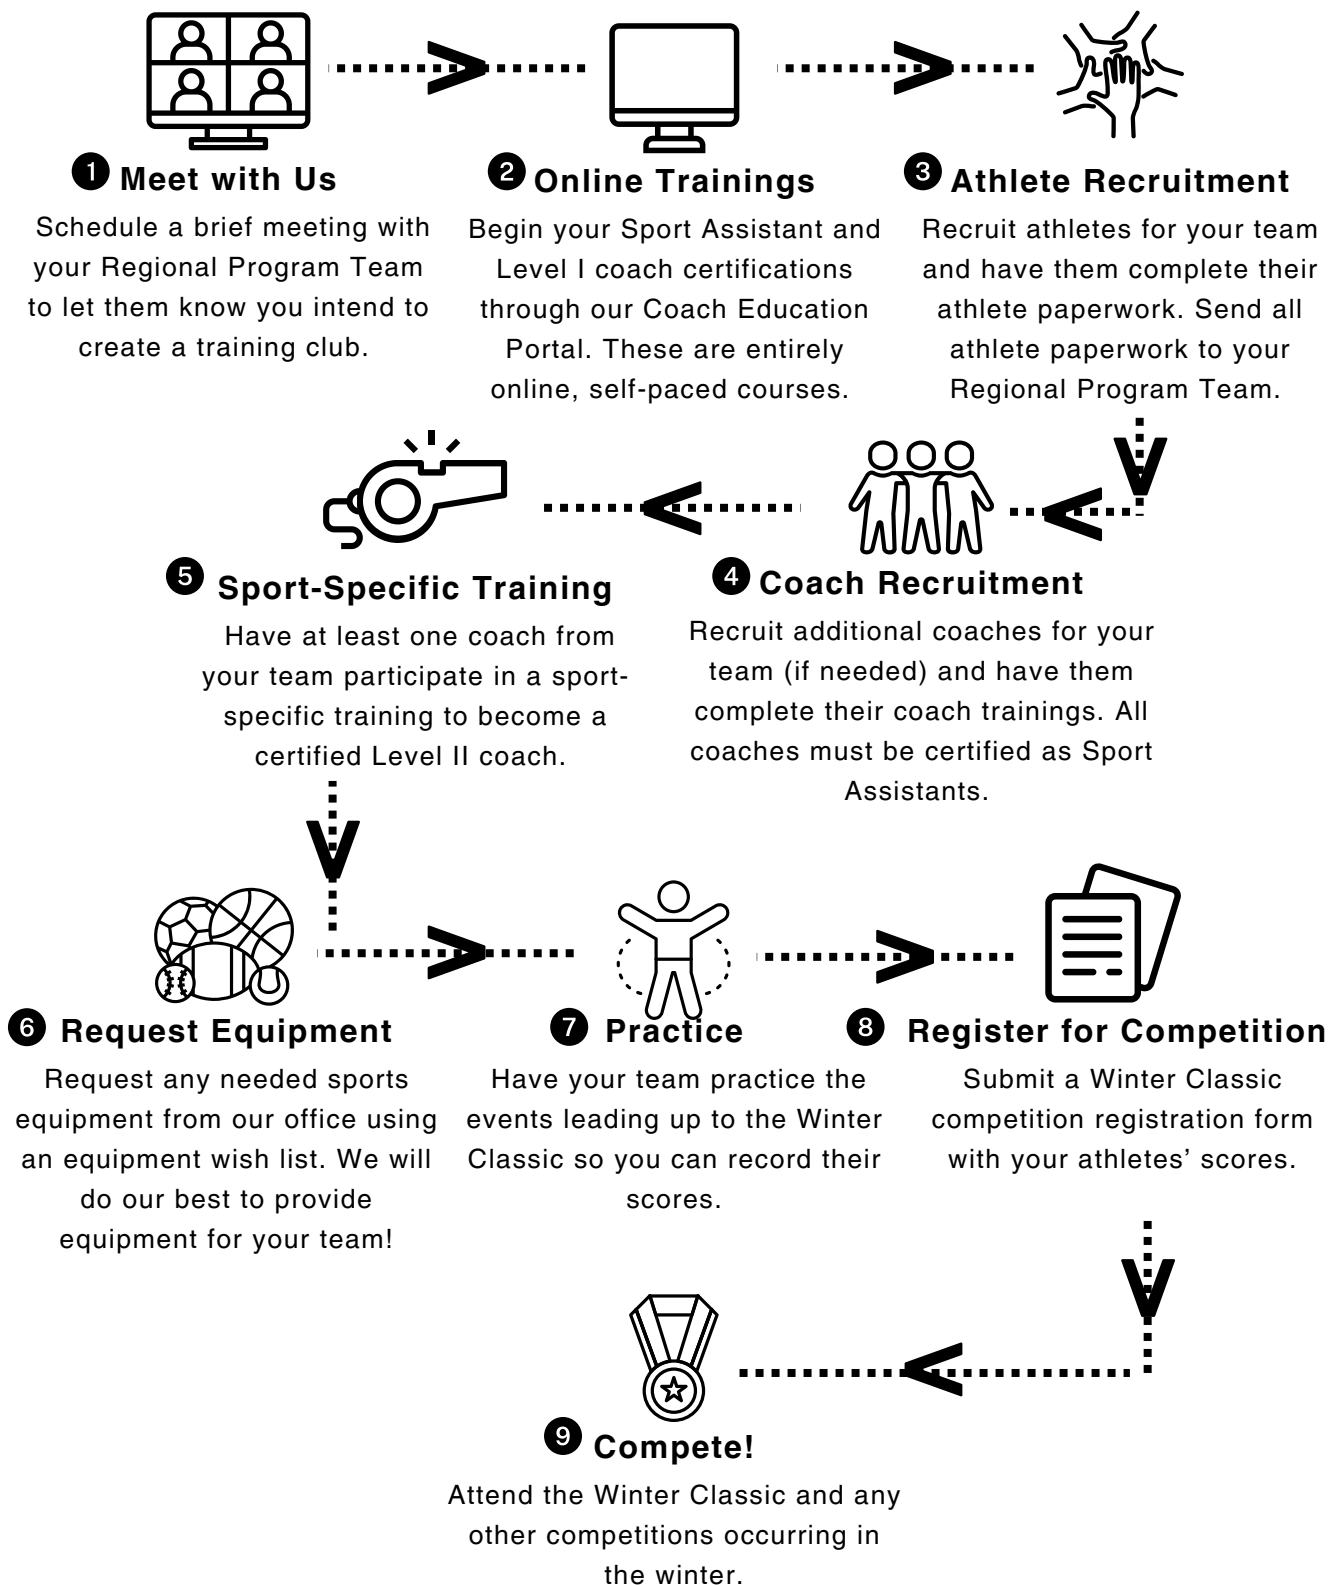 1 Meet with Us
Schedule a brief meeting with
your Regional Program Team
to let them know you intend to
create a training club.
2 Online Trainings
Begin your Sport Assistant and
Level I coach certifications
through our Coach Education
Portal. These are entirely
online, self-paced courses.
3 Athlete Recruitment
Recruit athletes for your team
and have them complete their
athlete paperwork. Send all
athlete paperwork to your
Regional Program Team.
4 Coach Recruitment
Recruit additional coaches for your
team (if needed) and have them
complete their coach trainings. All
coaches must be certified as Sport
Assistants.
5 Sport-Specific Training
Have at least one coach from
your team participate in a sport-
specific training to become a
certified Level II coach.
6 Request Equipment
Request any needed sports
equipment from our office using
an equipment wish list. We will
do our best to provide
equipment for your team!
7 Practice
Have your team practice the
events leading up to the Winter
Classic so you can record their
scores.
8 Register for Competition
Submit a Winter Classic
competition registration form
with your athletes’ scores.
9 Compete!
Attend the Winter Classic and any
other competitions occurring in
the winter.